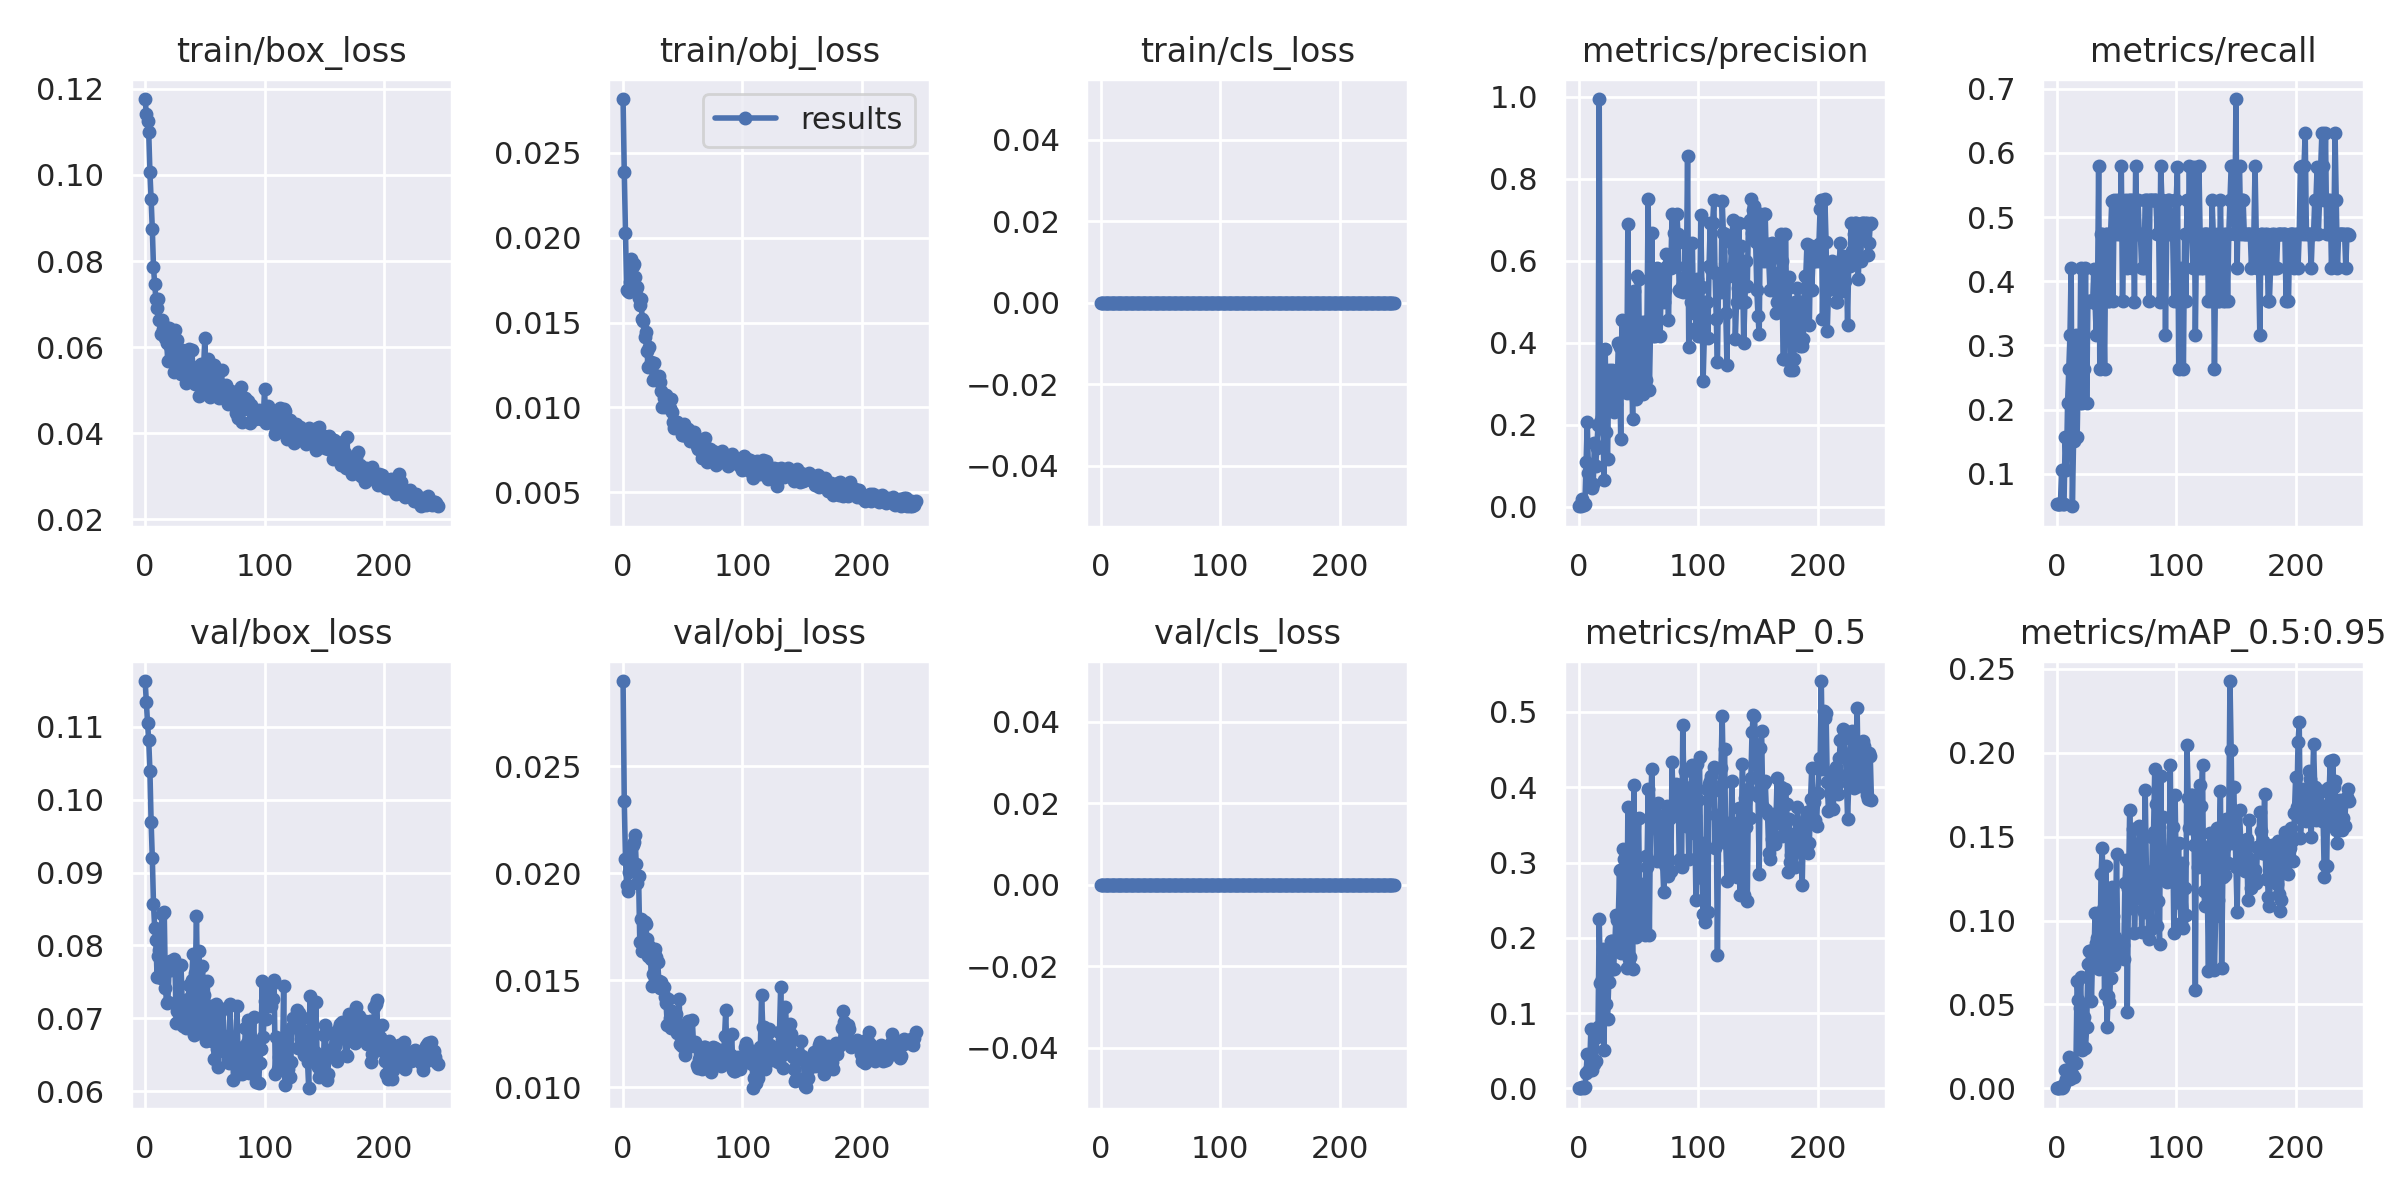 train/box_loss
train/obj_loss
train/cls_loss
metrics/precision
metrics/recall
0.12
0.10
0.08
0.06
0.04
0.02
0 100 200
results
0.025
0.020
0.015
0.010
0.005
0 100 200
0.04
0.02
0.00
−0.02
−0.04
0 100 200
1.0
0.8
0.6
0.4
0.2
0.0
0 100 200
0.7
0.6
0.5
0.4
0.3
0.2
0.1
0 100 200
val/box_loss
val/obj_loss
val/cls_loss
metrics/mAP_0.5
metrics/mAP_0.5:0.95
0.11
0.10
0.09
0.08
0.07
0.06
0 100 200
0.025
0.020
0.015
0.010
0 100 200
0.04
0.02
0.00
−0.02
−0.04
0 100 200
0.5
0.4
0.3
0.2
0.1
0.0
0 100 200
0.25
0.20
0.15
0.10
0.05
0.00
0 100 200